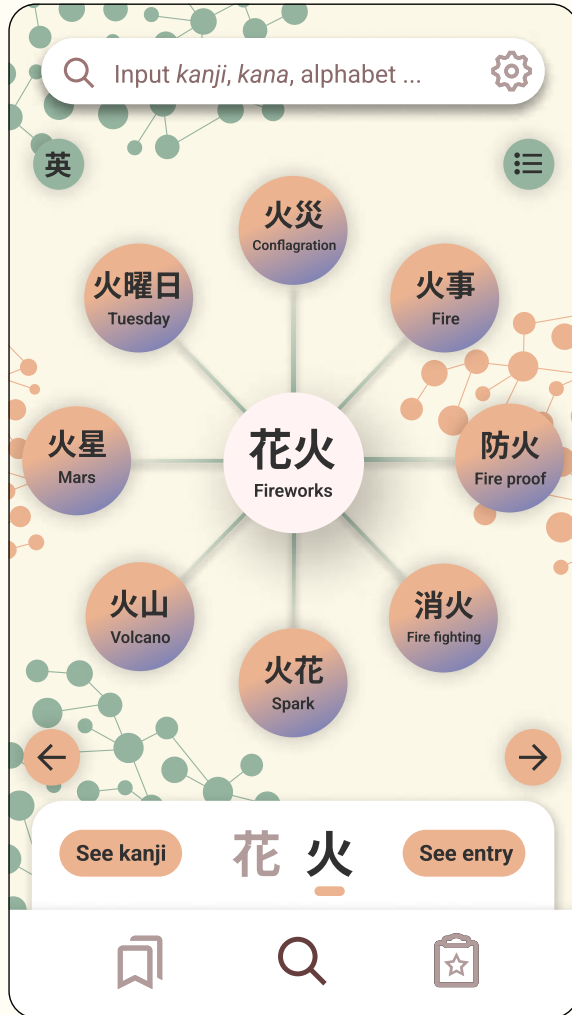 Input kanji, kana, alphabet ...
英
火災
Conflagration
火曜日
Tuesday
火事
Fire
火星
Mars
花火
Fireworks
防火
Fire proof
火山
Volcano
消火
Fire fighting
火花
Spark
See kanji
花 火
See entry